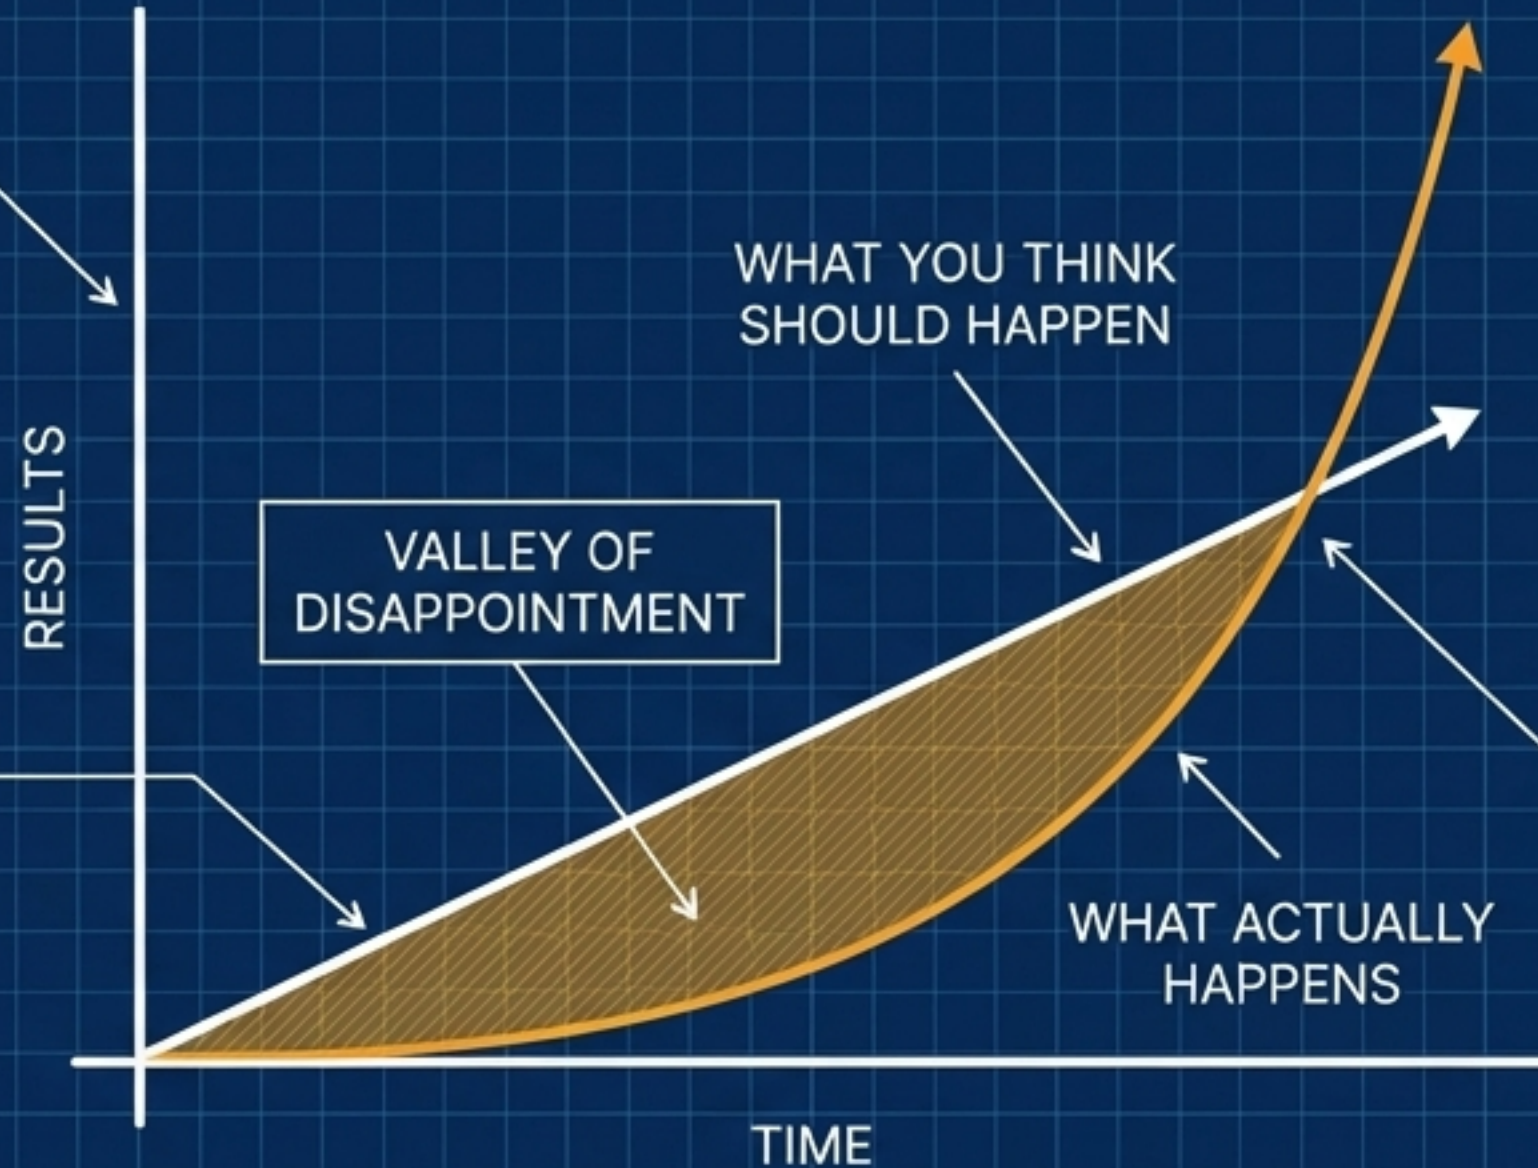 WHAT YOU THINK
SHOULD HAPPEN
RESULTS
VALLEY OF
DISAPPOINTMENT
WHAT ACTUALLY
HAPPENS
TIME